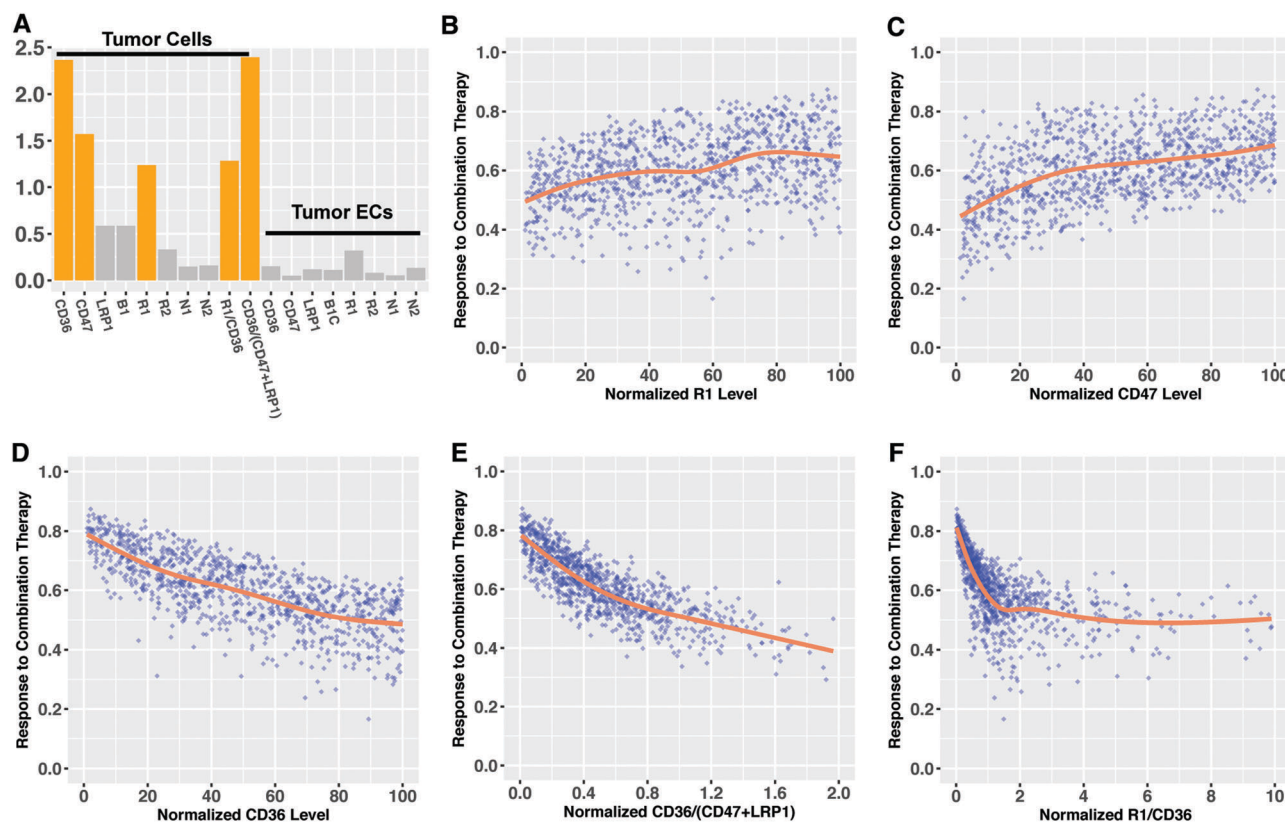 A
Tumor Cells
2.5
2.0
1.5
1.0
0.5
0.0
Tumor ECs
CD36
CD47
LRP1
B1
R1
R2
N1
N2
R1/CD36
CD36/(CD47+LRP1)
CD36
CD47
LRP1
B1C
R1
R2
N1
N2
B
Response to Combination Therapy
1.0
0.8
0.6
0.4
0.2
0.0
0 20 40 60 80 100
Normalized R1 Level
C
Response to Combination Therapy
1.0
0.8
0.6
0.4
0.2
0.0
0 20 40 60 80 100
Normalized CD47 Level
D
Response to Combination Therapy
1.0
0.8
0.6
0.4
0.2
0.0
0 20 40 60 80 100
Normalized CD36 Level
E
Response to Combination Therapy
1.0
0.8
0.6
0.4
0.2
0.0
0.0 0.4 0.8 1.2 1.6 2.0
Normalized CD36/(CD47+LRP1)
F
Response to Combination Therapy
1.0
0.8
0.6
0.4
0.2
0.0
0 2 4 6 8 10
Normalized R1/CD36